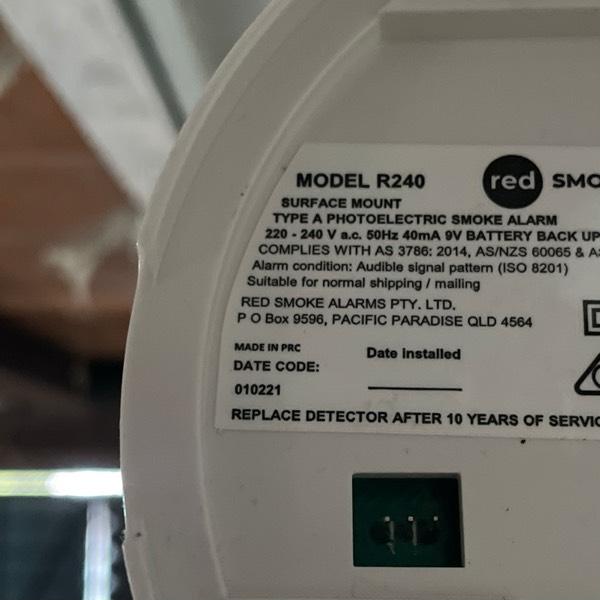 MODEL R240
red SMO
SURFACE MOUNT
TYPE A PHOTOELECTRIC SMOKE ALARM
220 - 240 V a.c. 50Hz 40mA 9V BATTERY BACK UP
COMPLIES WITH AS 3786: 2014, AS/NZS 60065 & A
Alarm condition: Audible signal pattern (ISO 8201)
Suitable for normal shipping / mailing
RED SMOKE ALARMS PTY. LTD.
P O Box 9596, PACIFIC PARADISE QLD 4564
MADE IN PRC
Date installed
DATE CODE:
010221
REPLACE DETECTOR AFTER 10 YEARS OF SERVIC